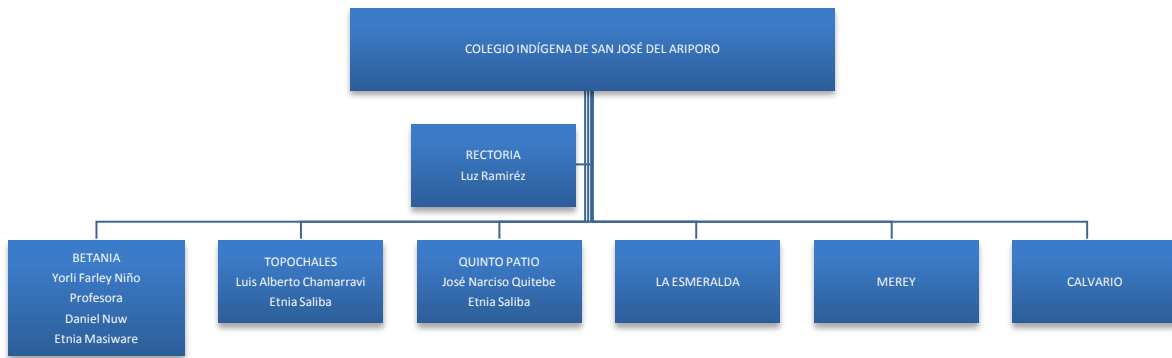 COLEGIO INDÍGENA DE SAN JOSÉ DEL ARIPORO
RECTORIA
Luz Ramiréz
BETANIA
Yorli Farley Niño
Profesora
Daniel Nuw
Etnia Masiware
TOPOCHALES
Luis Alberto Chamarravi
Etnia Saliba
QUINTO PATIO
José Narciso Quitebe
Etnia Saliba
LA ESMERALDA
MEREY
CALVARIO